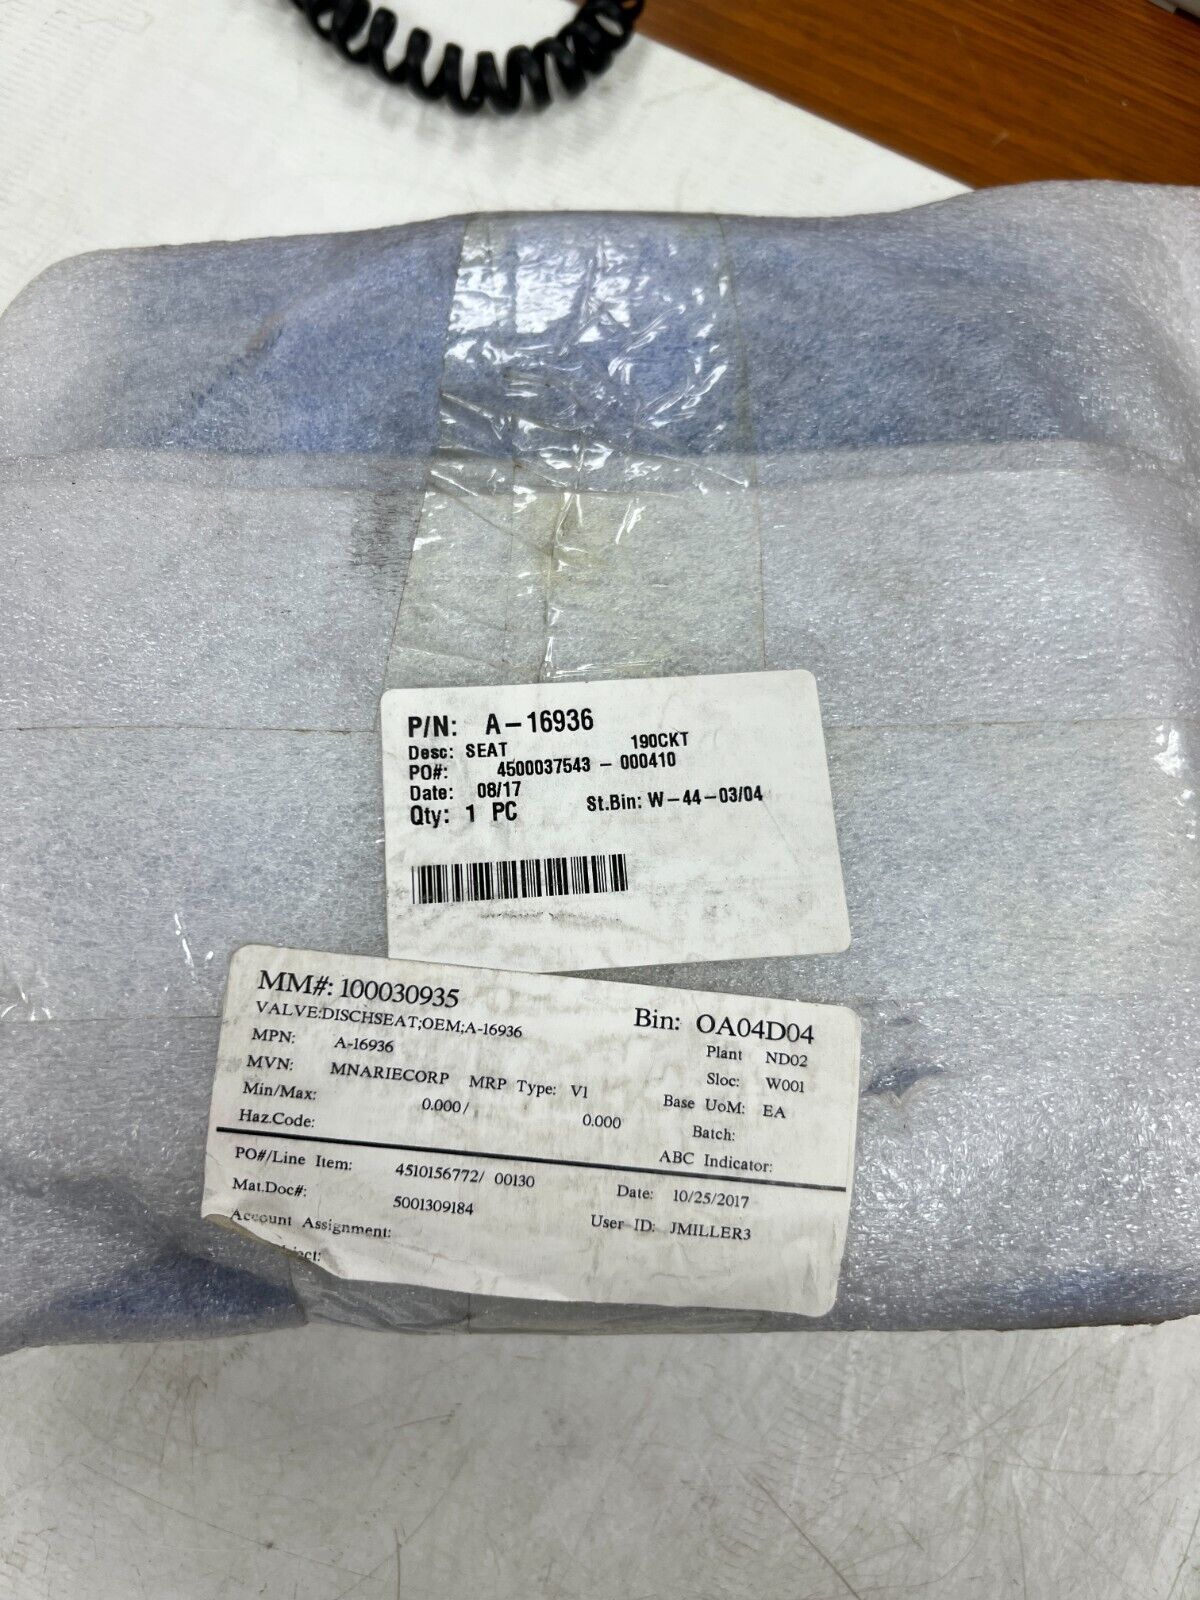 P/N: A-16936
Desc: SEAT 190CKT
PO#: 4500037543 - 000410
Date: 08/17
Qty: 1 PC St.Bin: W-44-03/04
MM#: 100030935 Bin: OA04D04
VALVE:DISCHSEAT;OEM;A-16936
Plant ND02
MPN: A-16936
Sloc: W001
MVN: MNARIECORP MRP Type: V1
Base UoM: EA
Min/Max: 0.000/ 0.000
Batch:
Haz.Code:
ABC Indicator:
PO#/Line Item: 4510156772/ 00130
Date: 10/25/2017
Mat.Doc#: 5001309184
User ID: JMILLER3
Account Assignment: